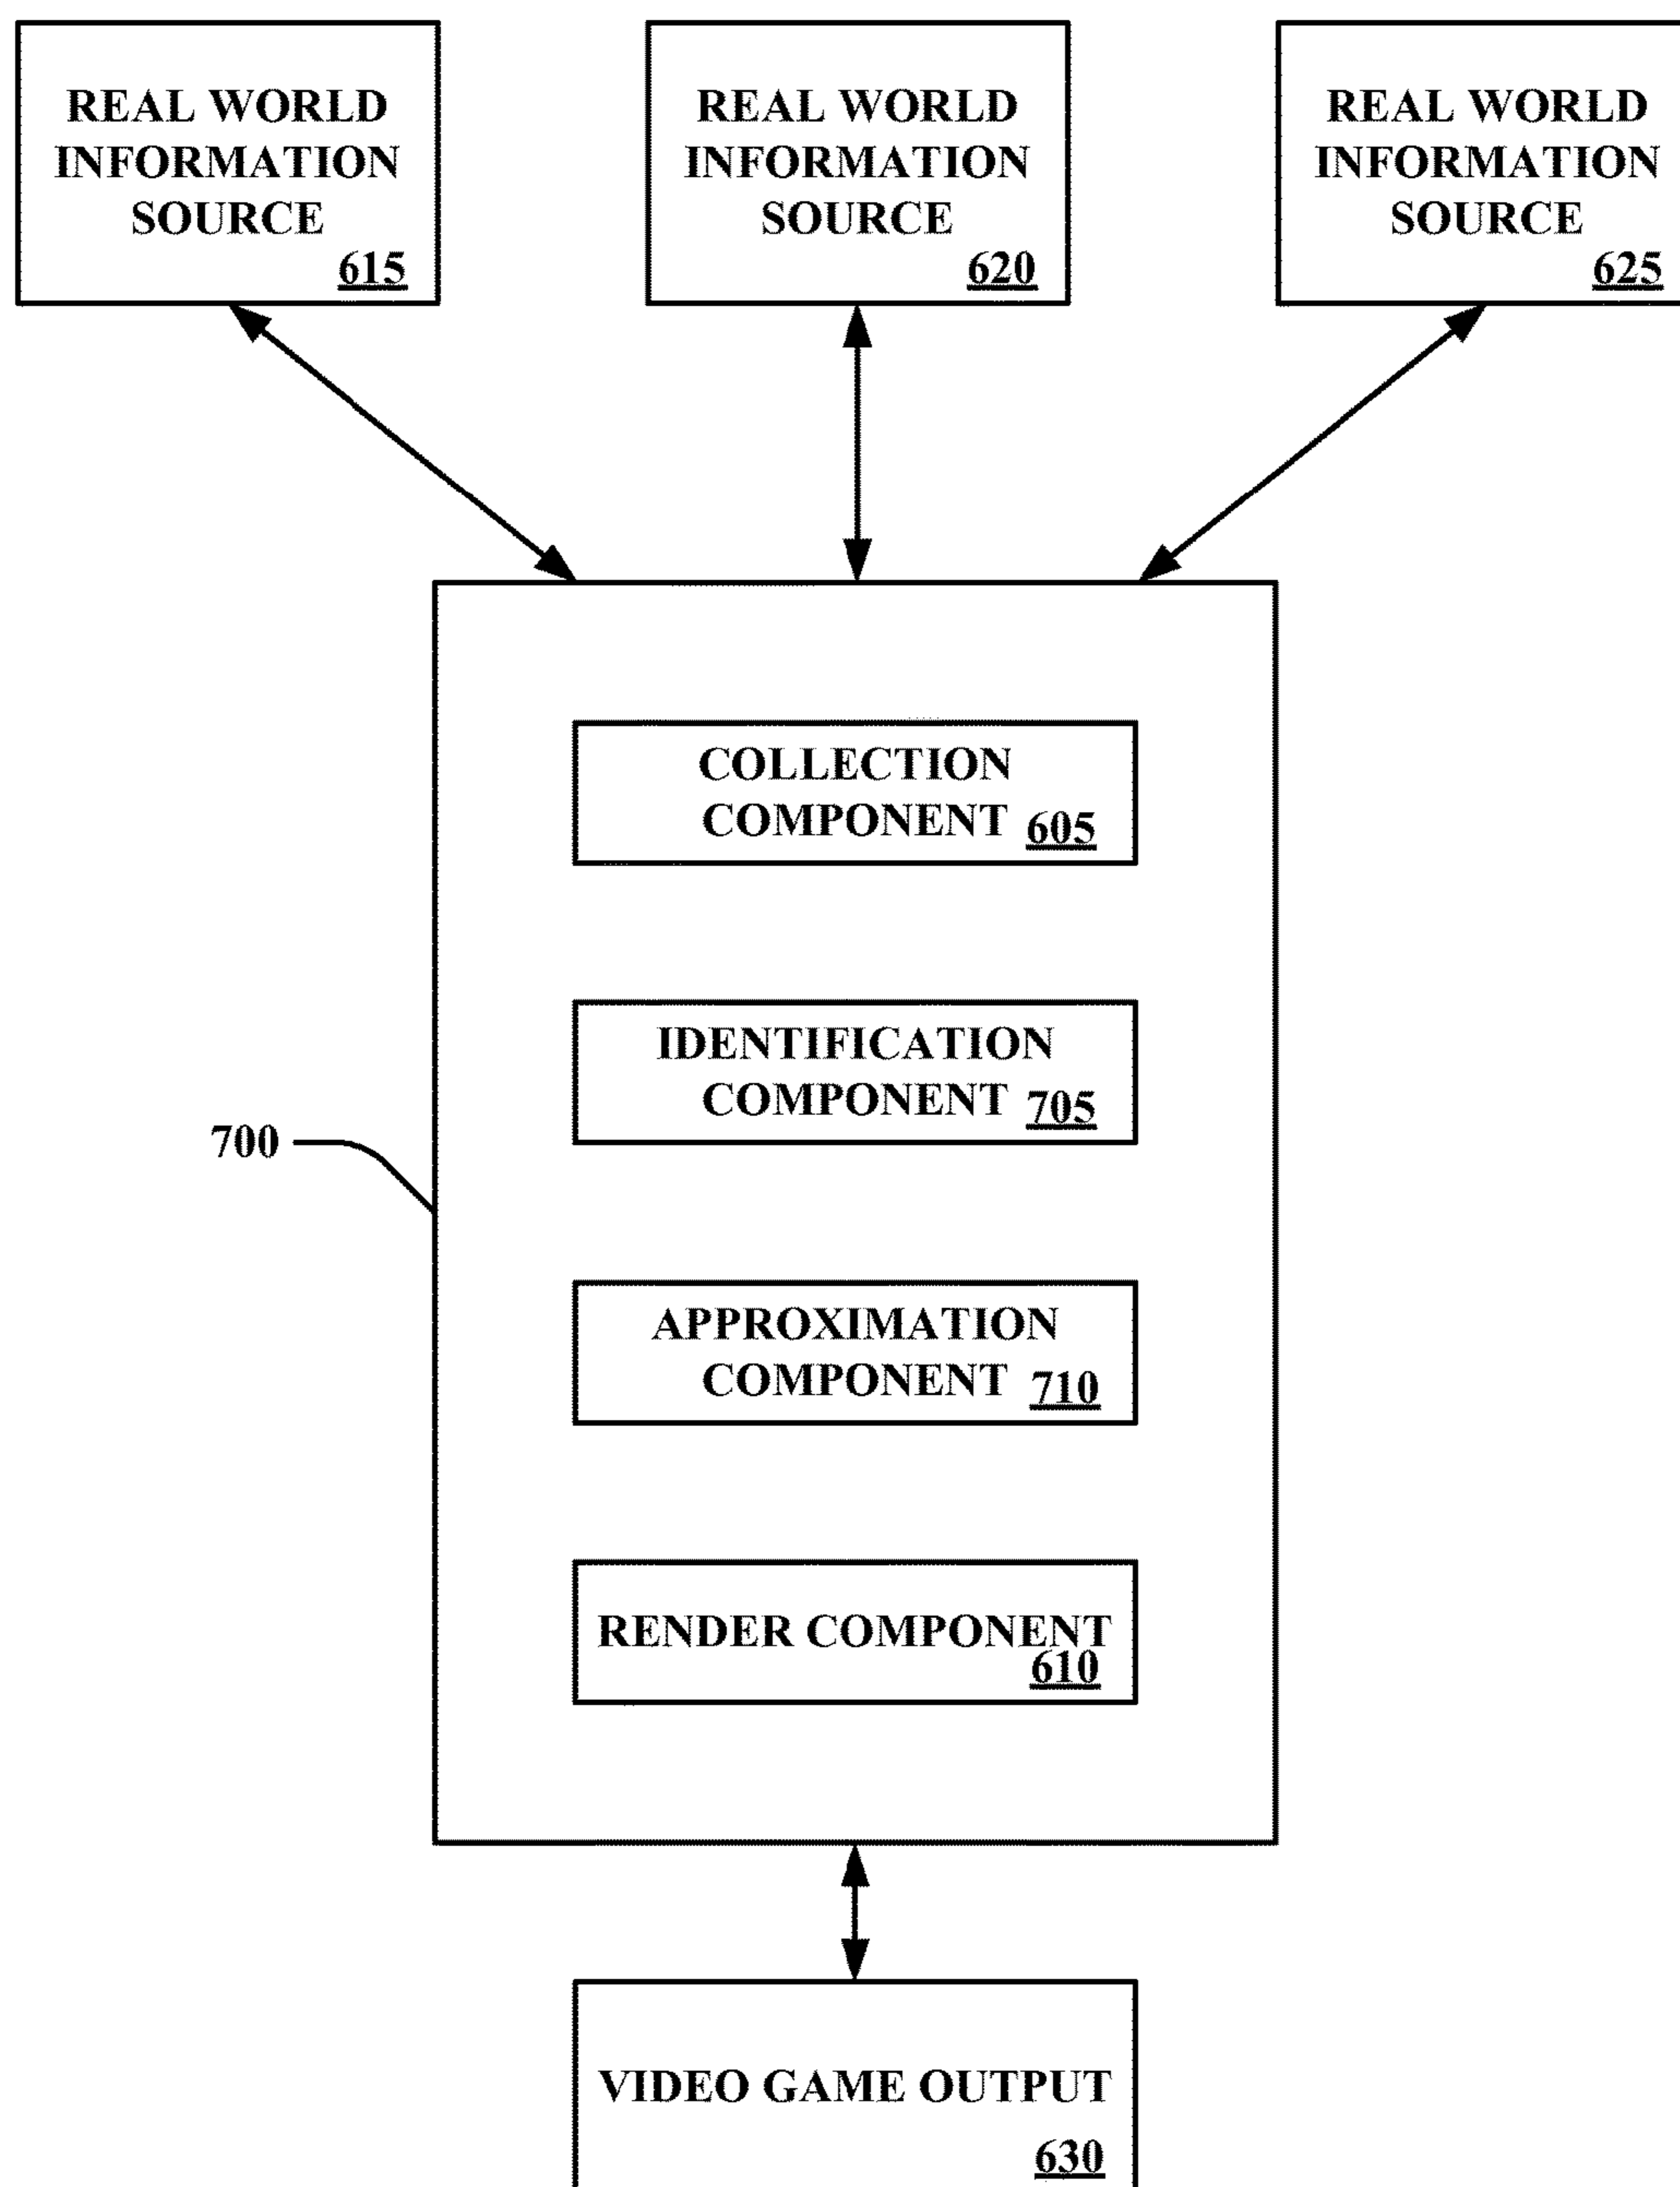 REAL WORLD
INFORMATION
SOURCE
615
REAL WORLD
INFORMATION
SOURCE
620
REAL WORLD
INFORMATION
SOURCE
625
COLLECTION
COMPONENT 605
IDENTIFICATION
COMPONENT 705
700
APPROXIMATION
COMPONENT 710
RENDER COMPONENT
610
VIDEO GAME OUTPUT
630